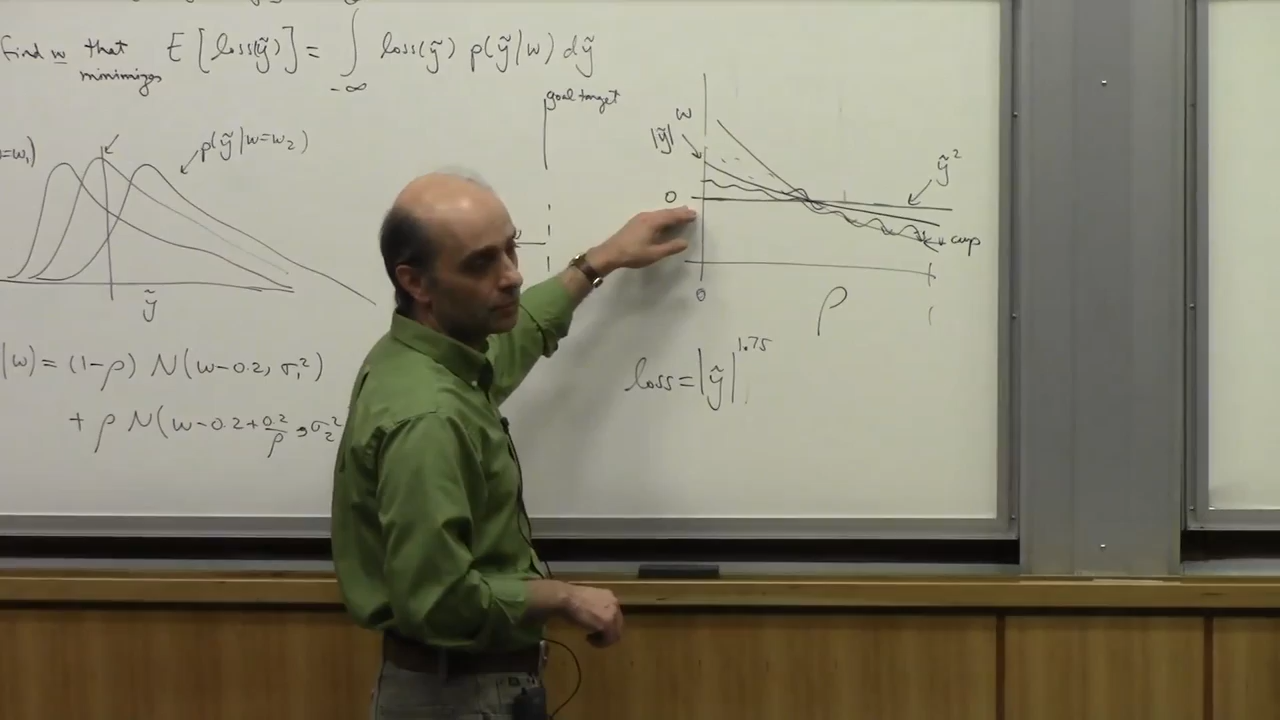 find w that minimizes E[loss(ỹ)] = ∫ loss(ỹ) p(ỹ|w) dỹ
-∞
goal target
=w₁)
p(ỹ|w=w₂)
ỹ
w
|ỹ|
0
ỹ²
exp
0
ρ
|w) = (1-ρ) N(w-0.2, σ₁²)
+ ρ N(w-0.2+0.2/ρ, σ₂²
loss = |ỹ|^1.75